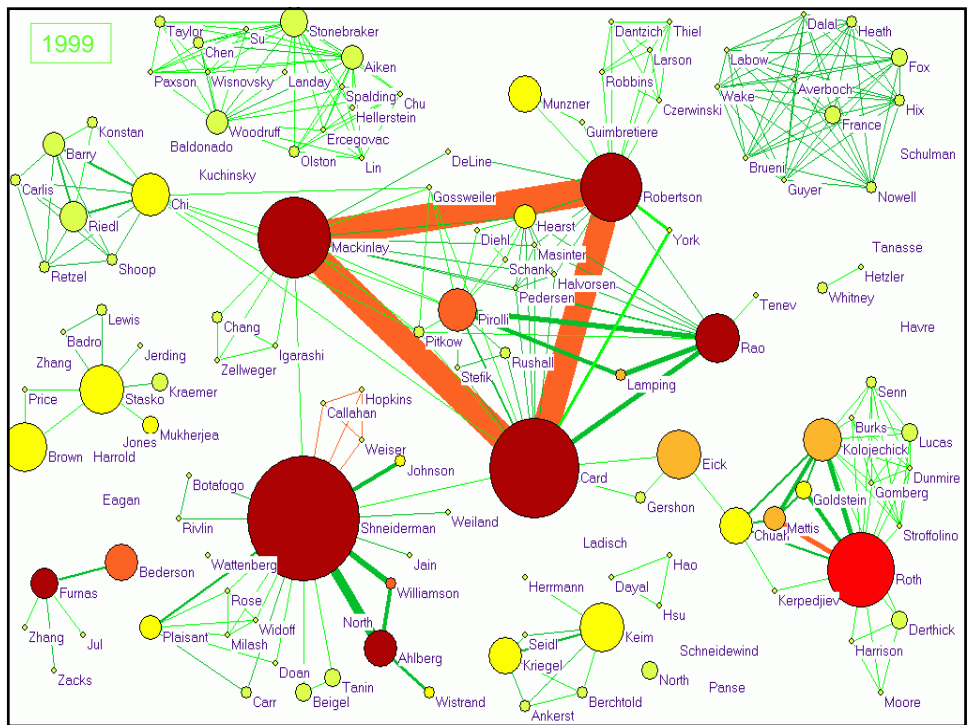 1999
Taylor
Su
Stonebraker
Chen
Aiken
Paxson
Wisnovsky
Landay
Spalding
Chu
Hellerstein
Woodruff
Ercegovac
Baldonado
Olston
Lin
Kuchinsky
Dantzich
Thiel
Larson
Robbins
Czerwinski
Munzner
Guimbretiere
DeLine
Robertson
Dalal
Heath
Labow
Fox
Wake
Averboch
Hix
France
Schulman
Brueni
Guyer
Nowell
Konstan
Barry
Carlis
Chi
Riedl
Retzel
Shoop
Gossweiler
Mackinlay
Hearst
Diehl
Masinter
Schank
Halvorsen
Pedersen
York
Tanasse
Hetzler
Whitney
Tenev
Havre
Pirolli
Pitkow
Rao
Rushall
Stefik
Lamping
Chang
Igarashi
Zellweger
Lewis
Badro
Zhang
Jerding
Price
Stasko
Kraemer
Jones
Mukherjea
Brown
Harrold
Hopkins
Callahan
Weiser
Johnson
Card
Eick
Gershon
Senn
Burks
Lucas
Kolojechick
Dunmire
Goldstein
Gomberg
Mattis
Chuah
Stroffolino
Roth
Kerpedjiev
Derthick
Harrison
Moore
Botafogo
Eagan
Rivlin
Shneiderman
Weiland
Ladisch
Wattenberg
Jain
Bederson
Furnas
Rose
Williamson
Zhang
Jul
Plaisant
Widoff
North
Milash
Ahlberg
Zacks
Doan
Tanin
Carr
Beigel
Wistrand
Herrmann
Dayal
Hao
Hsu
Seidl
Keim
Kriegel
Schneidewind
North
Panse
Berchtold
Ankerst